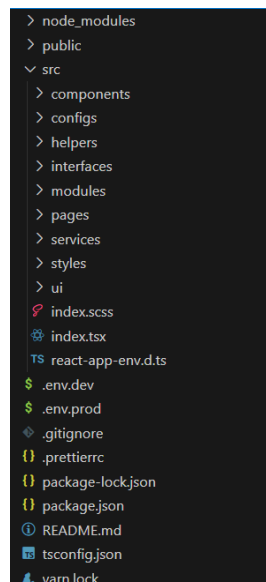 node_modules
public
src
components
configs
helpers
interfaces
modules
pages
services
styles
ui
index.scss
index.tsx
TS react-app-env.d.ts
$ .env.dev
$ .env.prod
.gitignore
{} .prettierrc
{} package-lock.json
{} package.json
README.md
TS tsconfig.json
yarn.lock